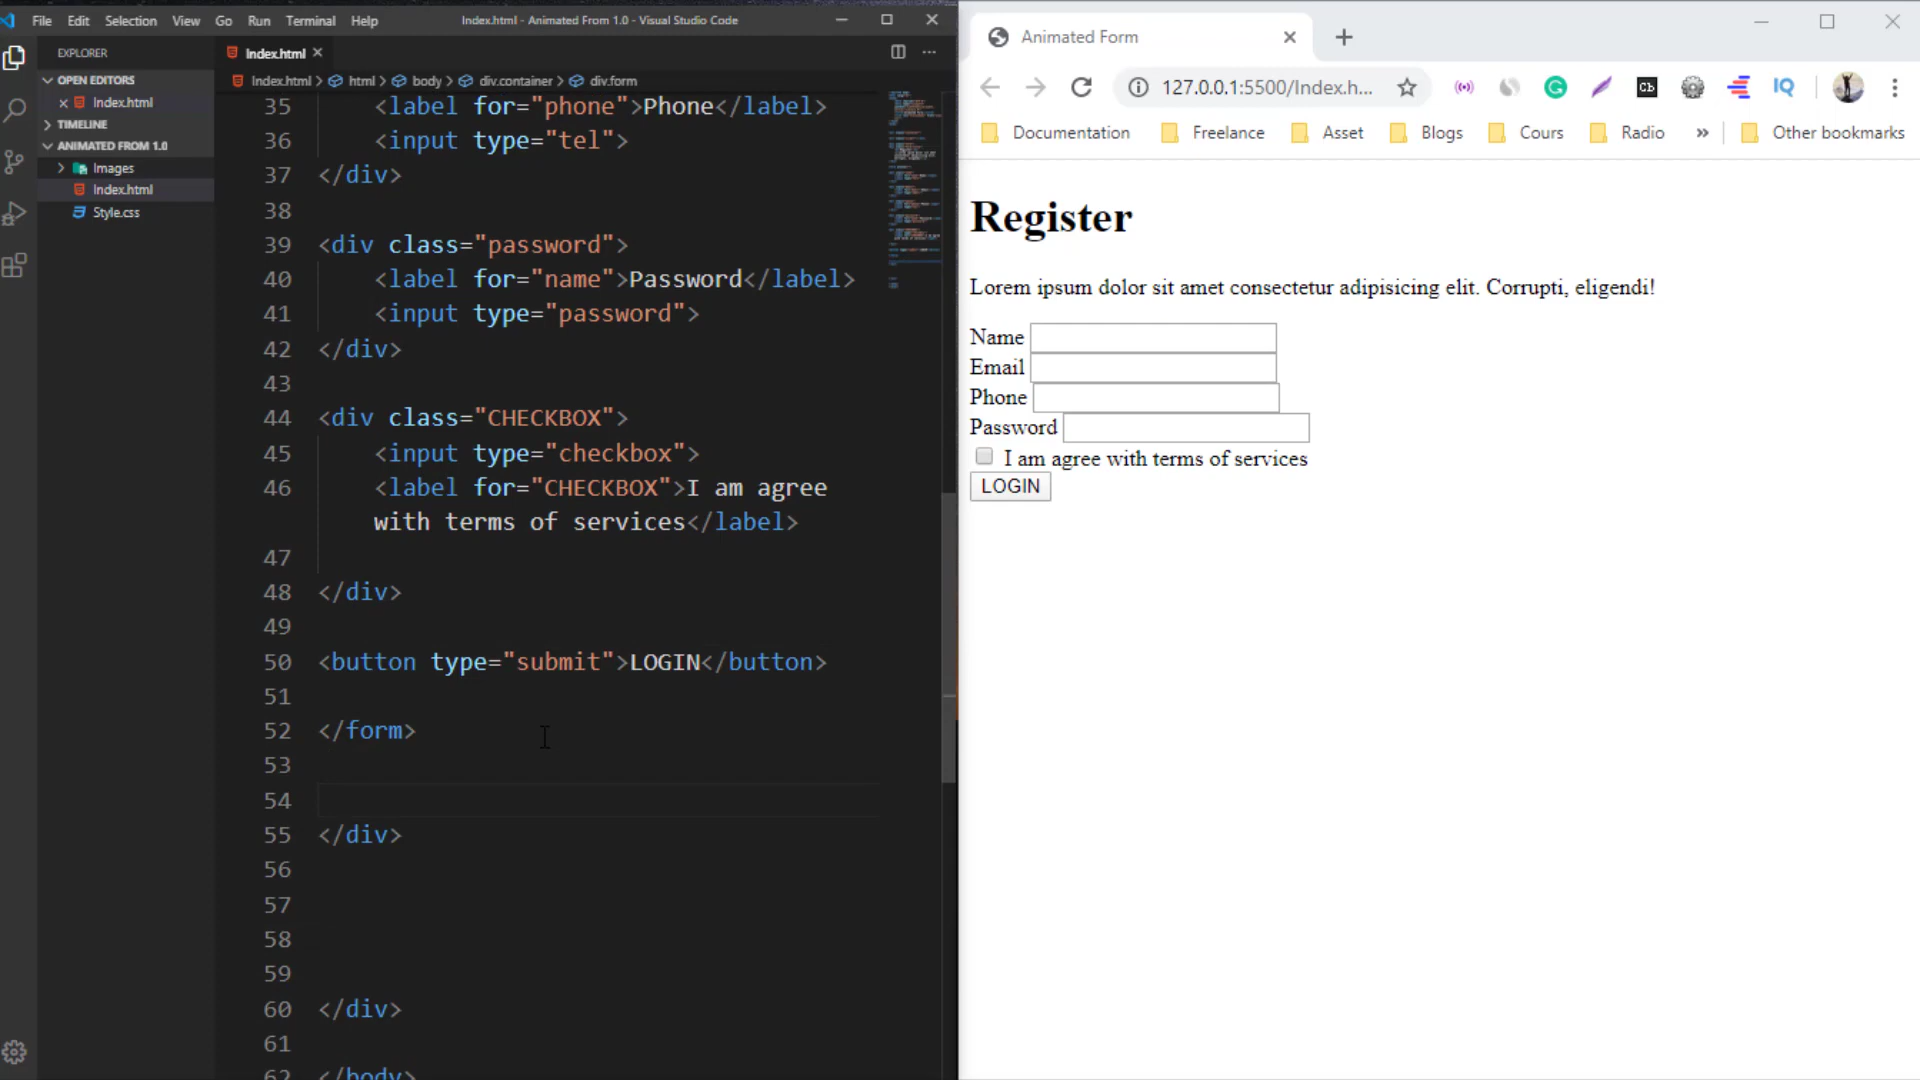 File Edit Selection View Go Run Terminal Help
Index.html - Animated From 1.0 - Visual Studio Code
EXPLORER
OPEN EDITORS
Index.html
TIMELINE
ANIMATED FROM 1.0
Images
Index.html
Style.css
Index.html
Index.html > html > body > div.container > div.form
35 <label for="phone">Phone</label>
36 <input type="tel">
37 </div>
38
39 <div class="password">
40 <label for="name">Password</label>
41 <input type="password">
42 </div>
43
44 <div class="CHECKBOX">
45 <input type="checkbox">
46 <label for="CHECKBOX">I am agree
with terms of services</label>
47
48 </div>
49
50 <button type="submit">LOGIN</button>
51
52 </form>
53
54
55 </div>
56
57
58
59
60 </div>
61
62 </body>
Animated Form
127.0.0.1:5500/Index.h...
Cb
IQ
Documentation Freelance Asset Blogs Cours Radio » Other bookmarks
Register
Lorem ipsum dolor sit amet consectetur adipisicing elit. Corrupti, eligendi!
Name
Email
Phone
Password
I am agree with terms of services
LOGIN